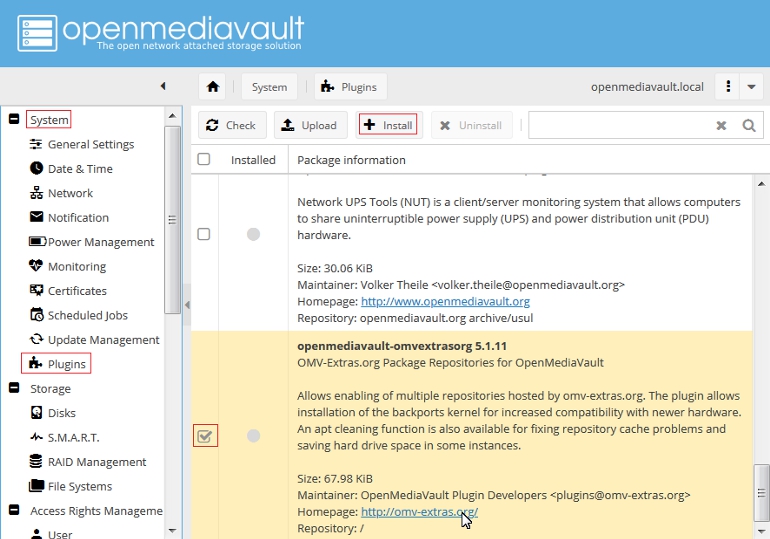 openmediavault
The open network attached storage solution
System
Plugins
openmediavault.local
System
General Settings
Date & Time
Network
Notification
Power Management
Monitoring
Certificates
Scheduled Jobs
Update Management
Plugins
Storage
Disks
S.M.A.R.T.
RAID Management
File Systems
Access Rights Manageme
User
Check
Upload
Install
Uninstall
Installed
Package information
Network UPS Tools (NUT) is a client/server monitoring system that allows computers
to share uninterruptible power supply (UPS) and power distribution unit (PDU)
hardware.
Size: 30.06 KiB
Maintainer: Volker Theile <volker.theile@openmediavault.org>
Homepage: http://www.openmediavault.org
Repository: openmediavault.org archive/usul
openmediavault-omvextrasorg 5.1.11
OMV-Extras.org Package Repositories for OpenMediaVault
Allows enabling of multiple repositories hosted by omv-extras.org. The plugin allows
installation of the backports kernel for increased compatibility with newer hardware.
An apt cleaning function is also available for fixing repository cache problems and
saving hard drive space in some instances.
Size: 67.98 KiB
Maintainer: OpenMediaVault Plugin Developers <plugins@omv-extras.org>
Homepage: http://omv-extras.org/
Repository: /